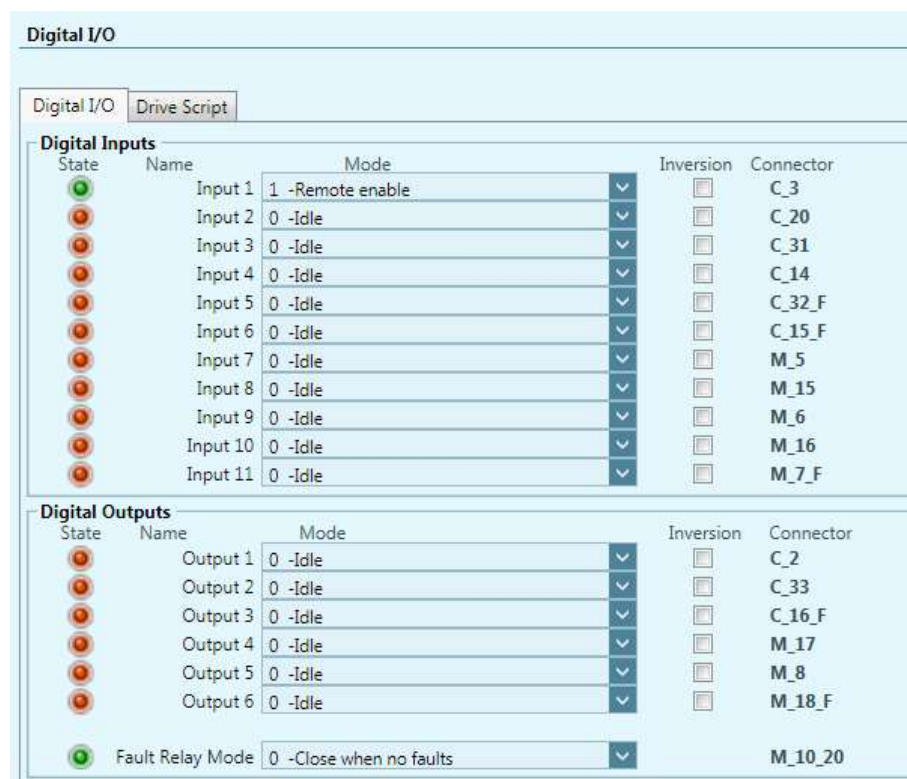 Digital I/O
Digital I/O Drive Script
Digital Inputs
State Name Mode Inversion Connector
Input 1 1 -Remote enable C_3
Input 2 0 -Idle C_20
Input 3 0 -Idle C_31
Input 4 0 -Idle C_14
Input 5 0 -Idle C_32_F
Input 6 0 -Idle C_15_F
Input 7 0 -Idle M_5
Input 8 0 -Idle M_15
Input 9 0 -Idle M_6
Input 10 0 -Idle M_16
Input 11 0 -Idle M_7_F
Digital Outputs
State Name Mode Inversion Connector
Output 1 0 -Idle C_2
Output 2 0 -Idle C_33
Output 3 0 -Idle C_16_F
Output 4 0 -Idle M_17
Output 5 0 -Idle M_8
Output 6 0 -Idle M_18_F
Fault Relay Mode 0 -Close when no faults M_10_20